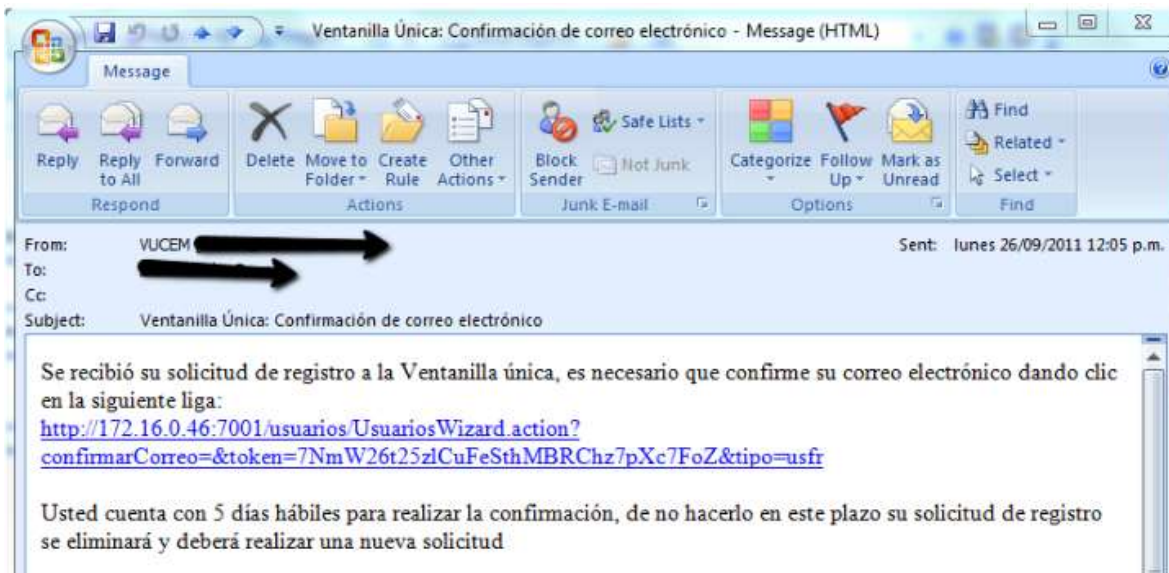 Ventanilla Única: Confirmación de correo electrónico - Message (HTML)
Message
Reply
Reply to All
Forward
Respond
Delete
Move to Folder
Create Rule
Other Actions
Actions
Block Sender
Safe Lists
Not Junk
Junk E-mail
Categorize
Follow Up
Mark as Unread
Options
Find
Related
Select
Find
From: VUCEM
Sent: lunes 26/09/2011 12:05 p.m.
To:
Cc:
Subject: Ventanilla Única: Confirmación de correo electrónico
Se recibió su solicitud de registro a la Ventanilla única, es necesario que confirme su correo electrónico dando clic
en la siguiente liga:
http://172.16.0.46:7001/usuarios/UsuariosWizard.action?
confirmarCorreo=&token=7NmW26t25zlCuFeSthMBRChz7pXc7FoZ&tipo=usfr
Usted cuenta con 5 días hábiles para realizar la confirmación, de no hacerlo en este plazo su solicitud de registro
se eliminará y deberá realizar una nueva solicitud